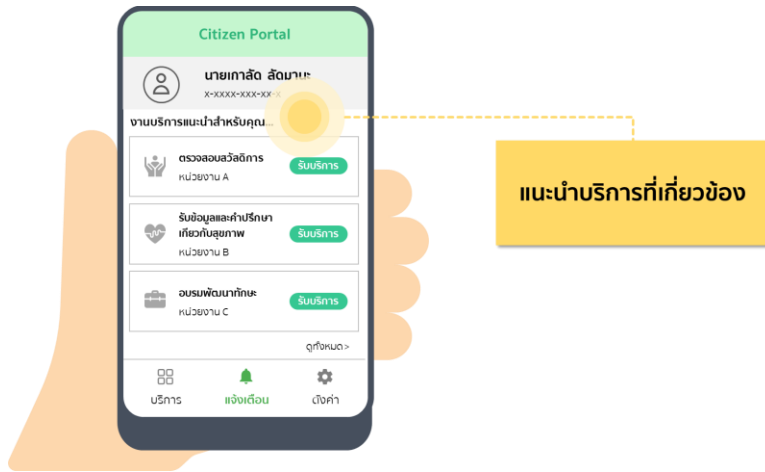 Citizen Portal
นายเกาลัด ลัดมานะ
x-xxxx-xxx-xx-x
งานบริการแนะนำสำหรับคุณ...
ตรวจสอบสวัสดิการ
หน่วยงาน A
รับบริการ
รับข้อมูลและคำปรึกษา
เกี่ยวกับสุขภาพ
หน่วยงาน B
รับบริการ
อบรมพัฒนาทักษะ
หน่วยงาน C
รับบริการ
ดูทั้งหมด>
บริการ แจ้งเตือน ตั้งค่า
แนะนำบริการที่เกี่ยวข้อง